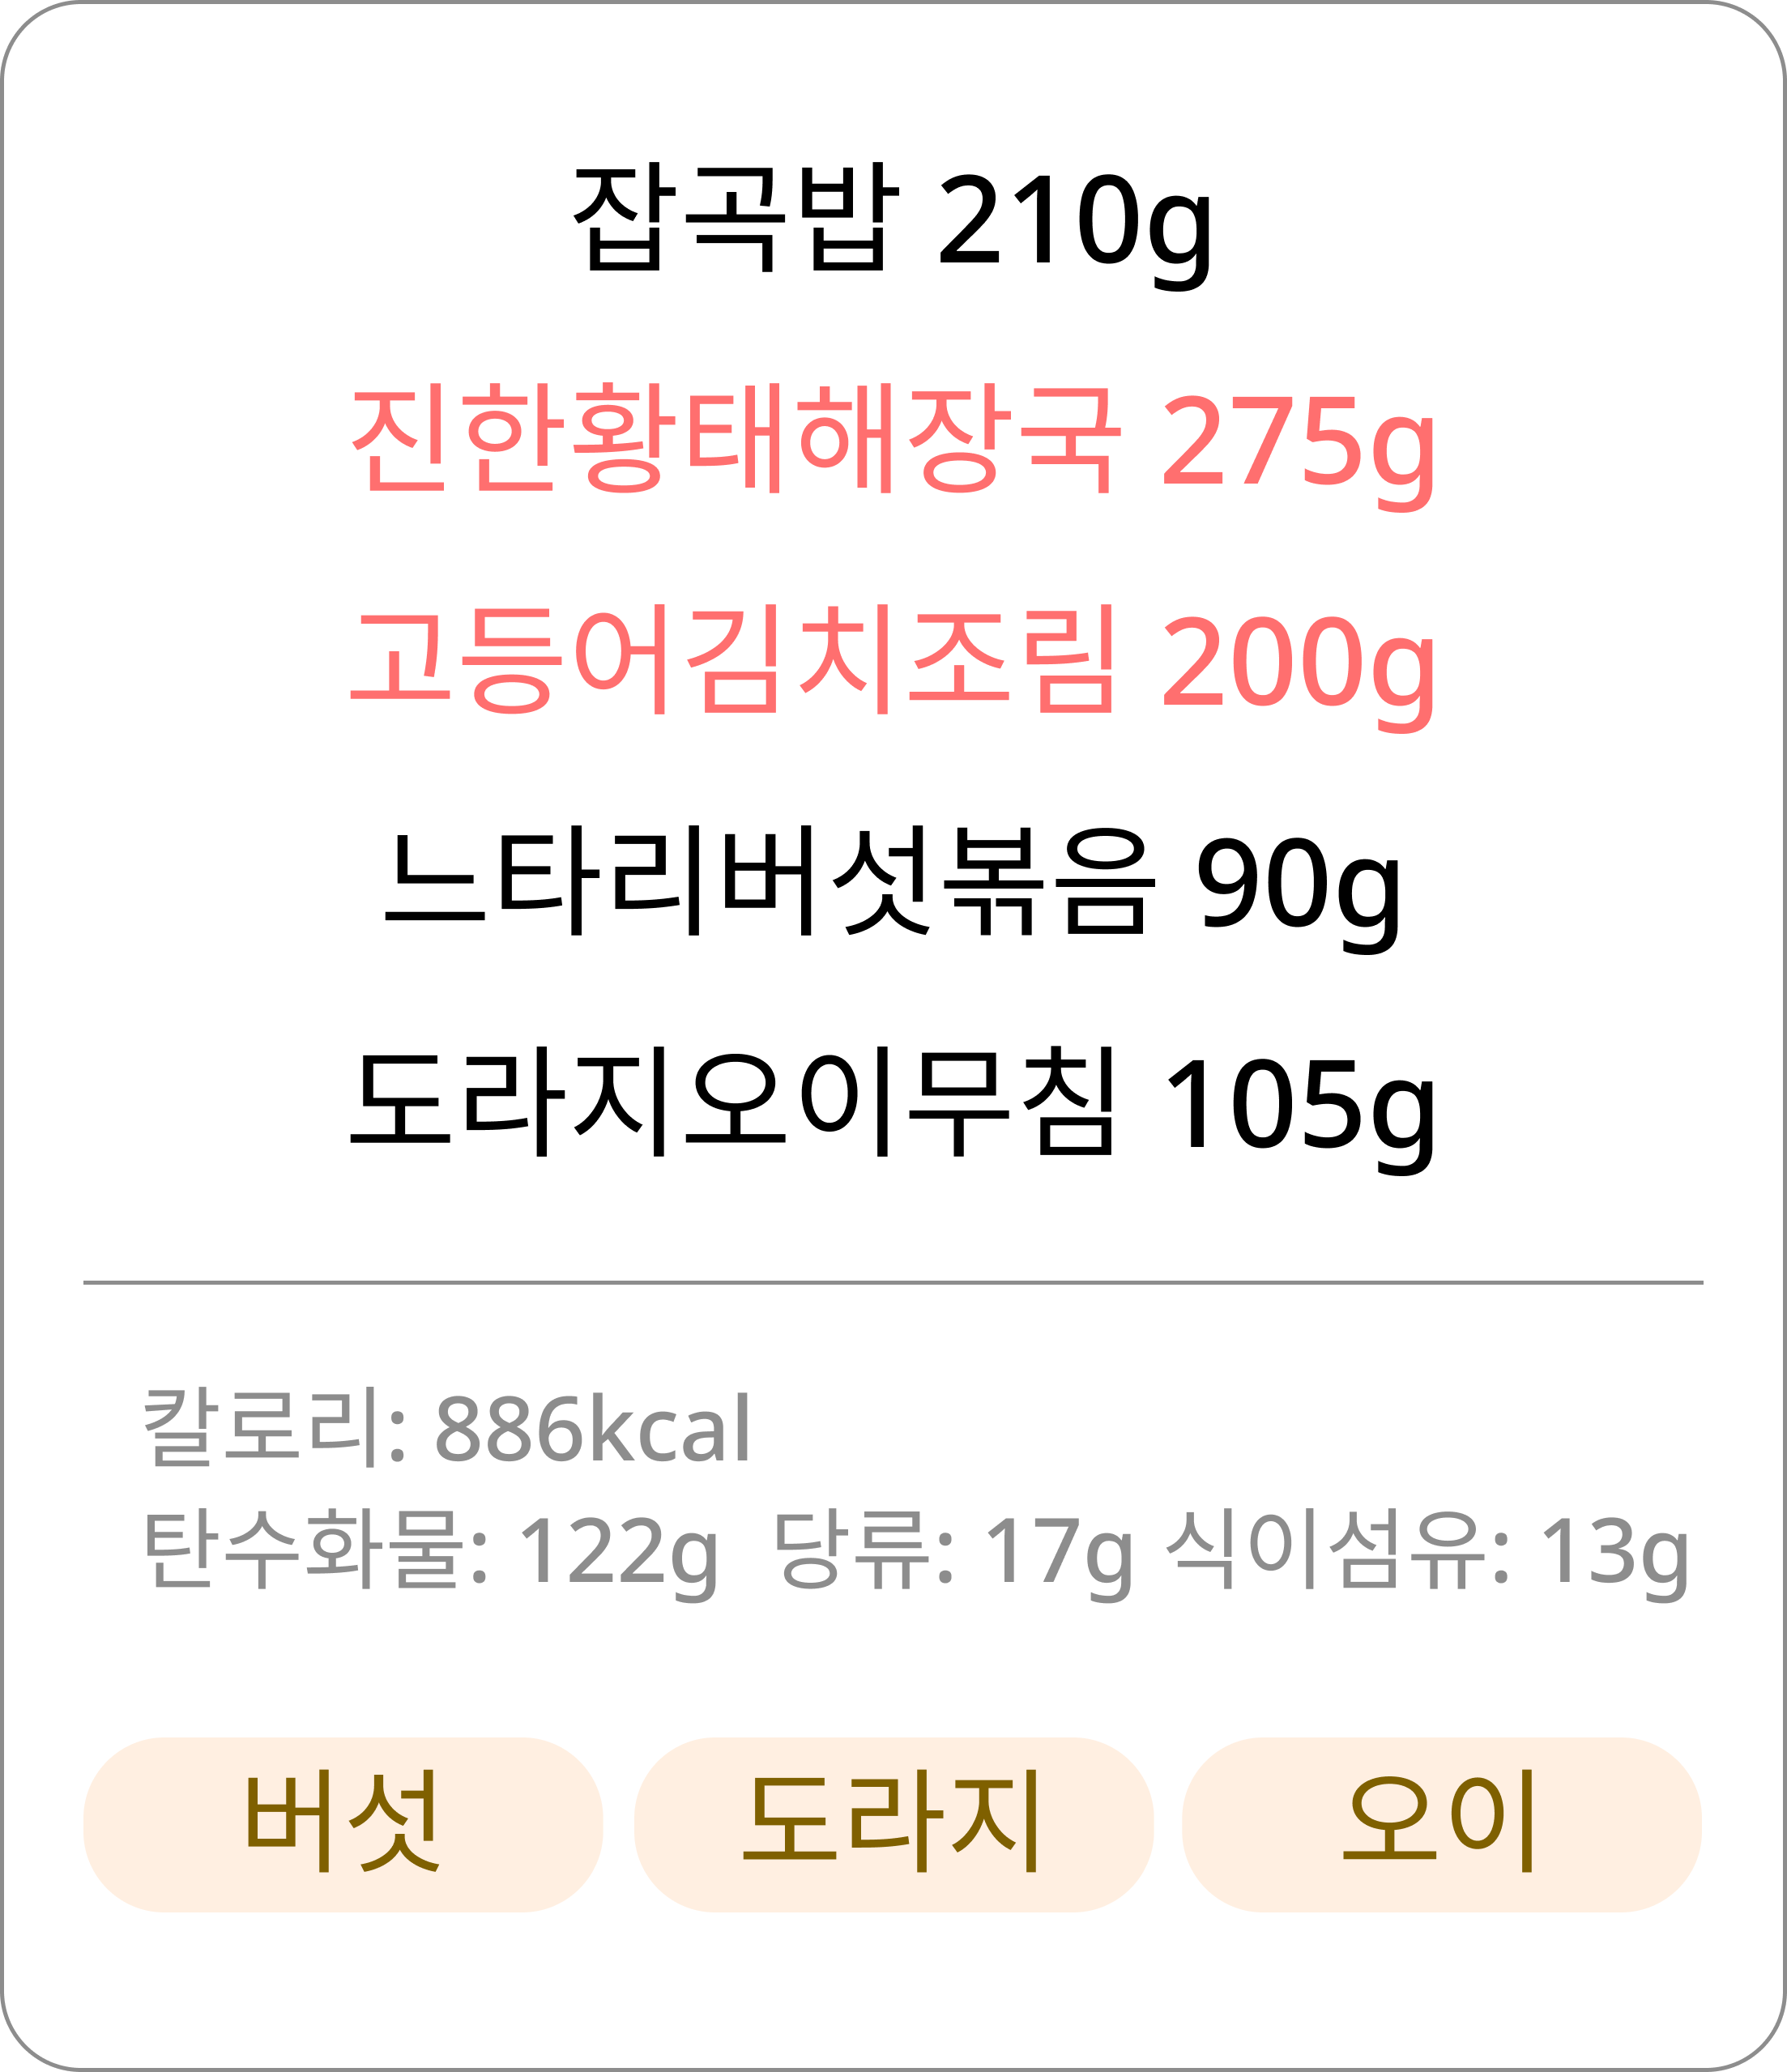 잡곡밥 210g
진한황태해장국 275g
고등어김치조림 200g
느타리버섯볶음 90g
도라지오이무침 105g
칼로리: 886kcal
탄수화물: 122g 당류: 17g 식이섬유: 13g
버섯 도라지 오이